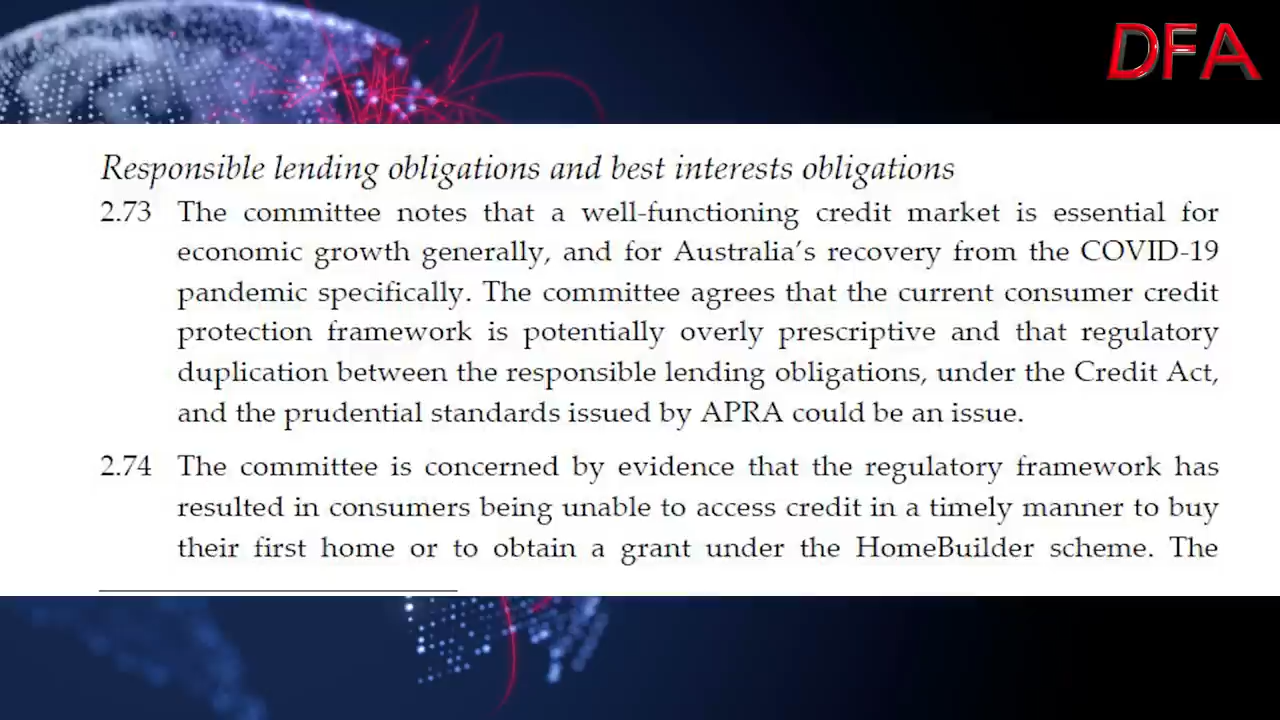 DFA
Responsible lending obligations and best interests obligations
2.73 The committee notes that a well-functioning credit market is essential for
economic growth generally, and for Australia's recovery from the COVID-19
pandemic specifically. The committee agrees that the current consumer credit
protection framework is potentially overly prescriptive and that regulatory
duplication between the responsible lending obligations, under the Credit Act,
and the prudential standards issued by APRA could be an issue.
2.74 The committee is concerned by evidence that the regulatory framework has
resulted in consumers being unable to access credit in a timely manner to buy
their first home or to obtain a grant under the HomeBuilder scheme. The